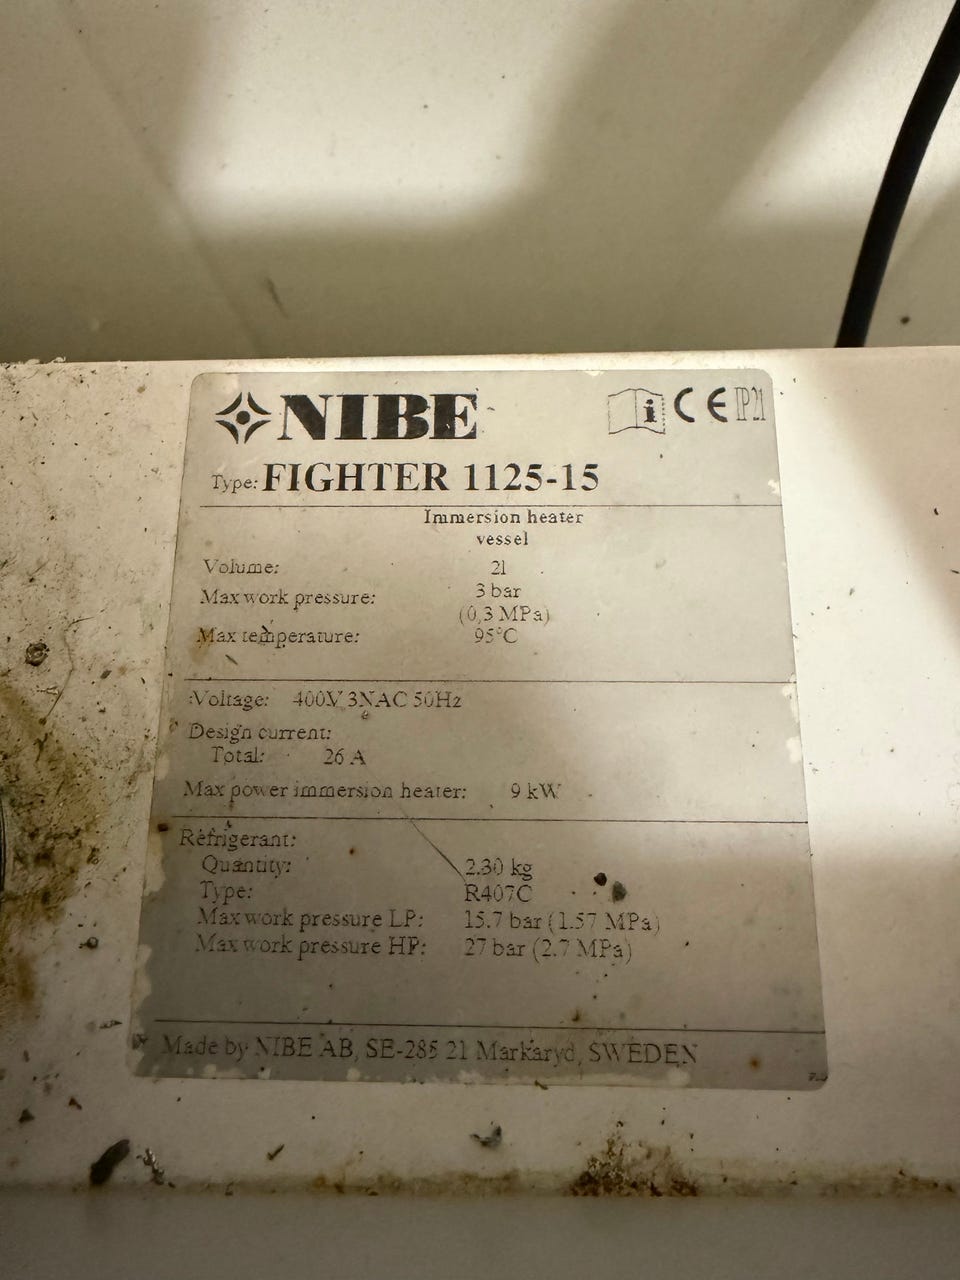 NIBE CE IP21
Type: FIGHTER 1125-15
Immersion heater
vessel
Volume: 2l
Max work pressure: 3 bar
(0,3 MPa)
Max temperature: 95°C
Voltage: 400V 3NAC 50Hz
Design current:
Total: 26 A
Max power immersion heater: 9 kW
Refrigerant:
Quantity: 2.30 kg
Type: R407C
Max work pressure LP: 15.7 bar (1.57 MPa)
Max work pressure HP: 27 bar (2.7 MPa)
Made by NIBE AB, SE-285 21 Markaryd, SWEDEN